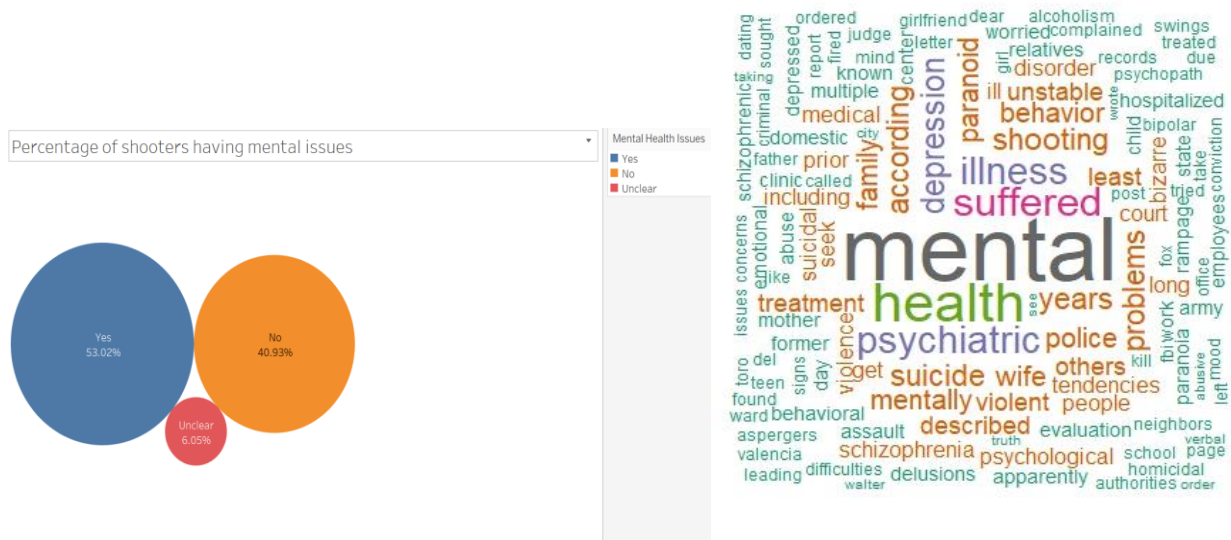 Percentage of shooters having mental issues
Mental Health Issues
Yes
No
Unclear
Yes
53.02%
No
40.93%
Unclear
6.05%
dating
sought
ordered
girlfriend
dear
alcoholism
swings
depressed
report
fired
judge
center
letter
worried
complained
treated
mind
relatives
records
due
taking
known
girl
disorder
psychopath
multiple
depression
paranoid
ill
unstable
wrote
hospitalized
schizophrenic
criminal
medical
according
behavior
child
bipolar
domestic
city
family
shooting
bizarre
state
take
conviction
father
prior
illness
least
tried
clinic
called
post
including
suffered
court
employees
issues
concerns
emotional
abuse
suicidal
seek
mental
problems
fox
rampage
office
like
health
see
years
long
treatment
army
mother
psychiatric
police
fbi
work
former
violence
others
kill
paranoia
abusive
left
mood
toro
del
teen
signs
day
get
suicide
wife
tendencies
found
mentally
violent
people
ward
behavioral
described
evaluation
neighbors
aspergers
assault
truth
verbal
valencia
schizophrenia
psychological
school
page
leading
difficulties
delusions
apparently
homicidal
walter
authorities
order